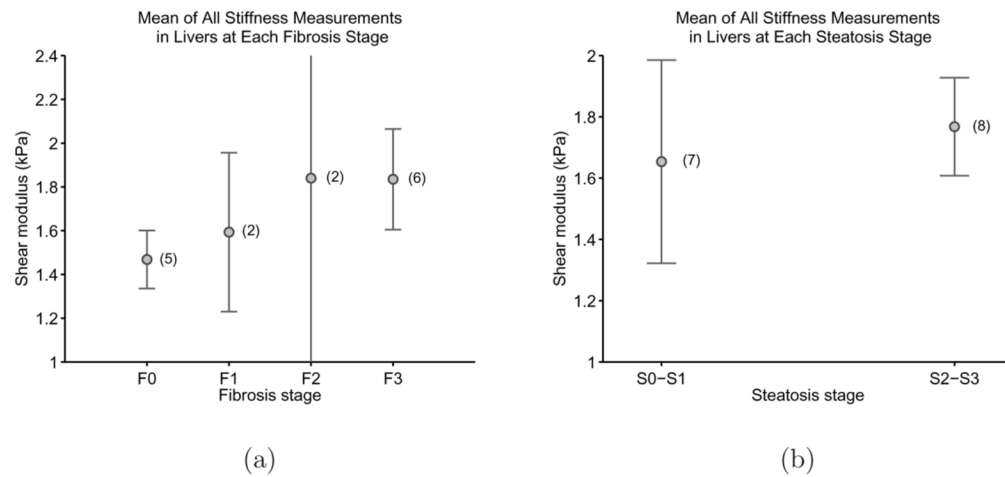 Mean of All Stiffness Measurements
in Livers at Each Fibrosis Stage
Shear modulus (kPa)
2.4
2.2
2
1.8
1.6
1.4
1.2
1
(5)
(2)
(2)
(6)
F0 F1 F2 F3
Fibrosis stage
(a)
Mean of All Stiffness Measurements
in Livers at Each Steatosis Stage
Shear modulus (kPa)
2
1.8
1.6
1.4
1.2
1
(7)
(8)
S0−S1 S2−S3
Steatosis stage
(b)